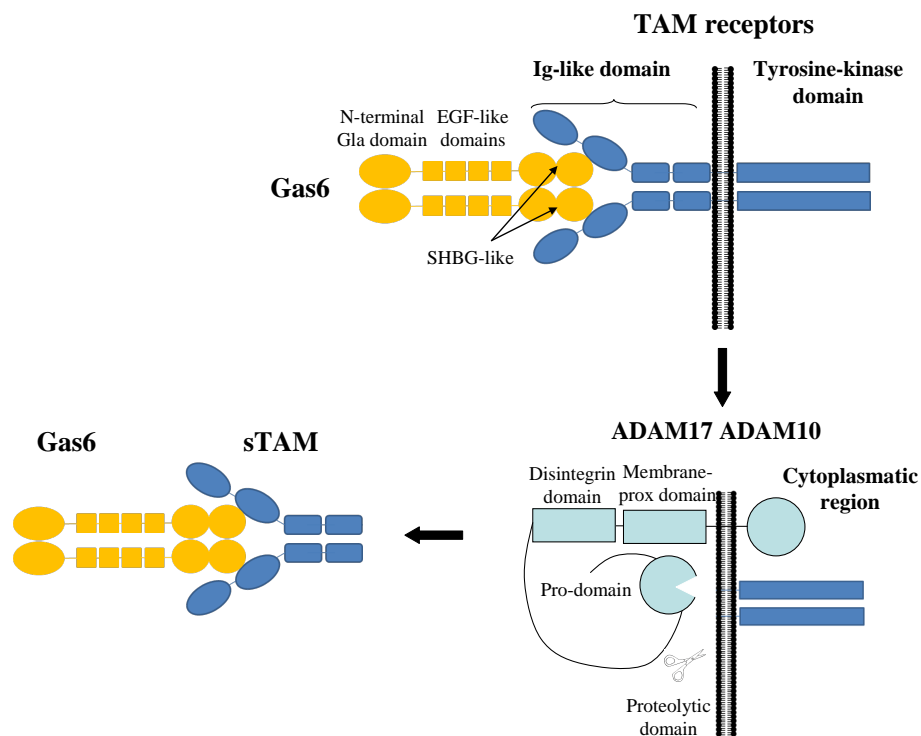 TAM receptors
Ig-like domain
Tyrosine-kinase
domain
N-terminal
Gla domain
EGF-like
domains
Gas6
SHBG-like
ADAM17 ADAM10
Gas6
sTAM
Disintegrin
domain
Membrane-
prox domain
Cytoplasmatic
region
Pro-domain
Proteolytic
domain